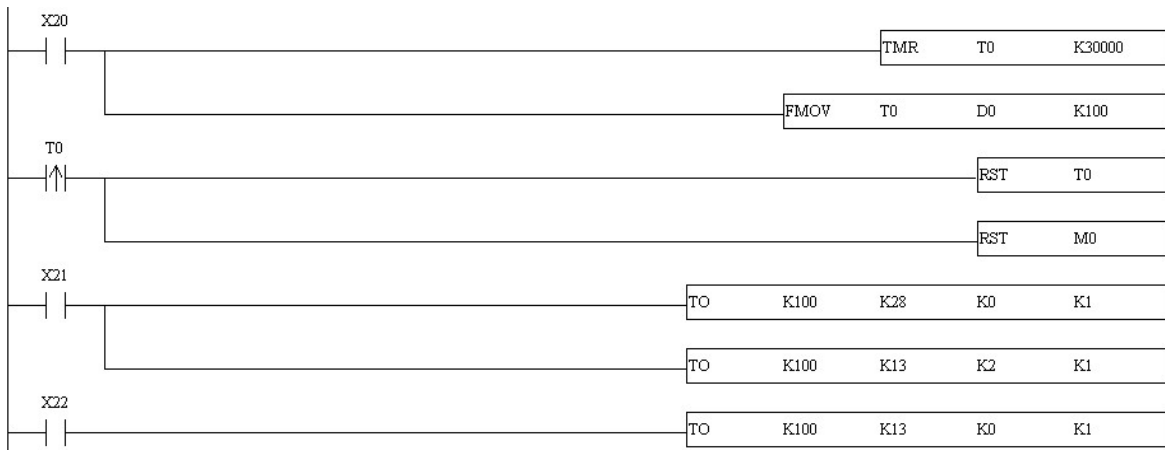 X20
TMR T0 K30000
FMOV T0 D0 K100
T0
RST T0
RST M0
X21
TO K100 K28 K0 K1
TO K100 K13 K2 K1
X22
TO K100 K13 K0 K1